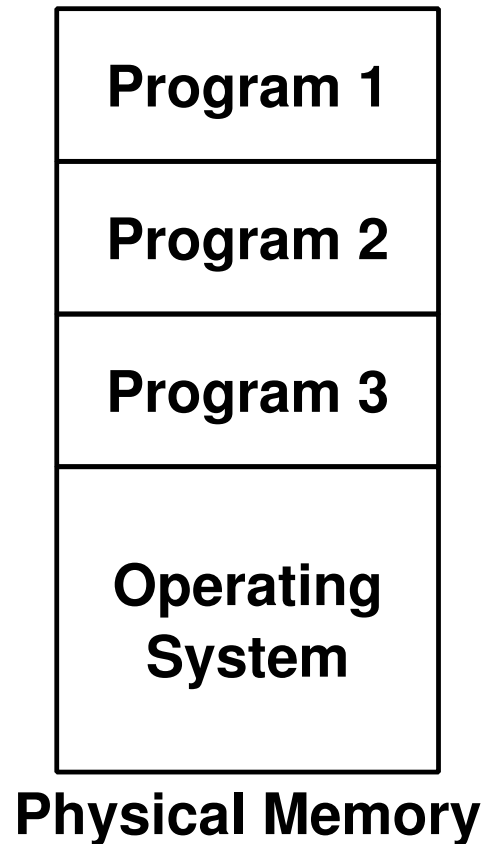 Program 1
Program 2
Program 3
Operating
System
Physical Memory